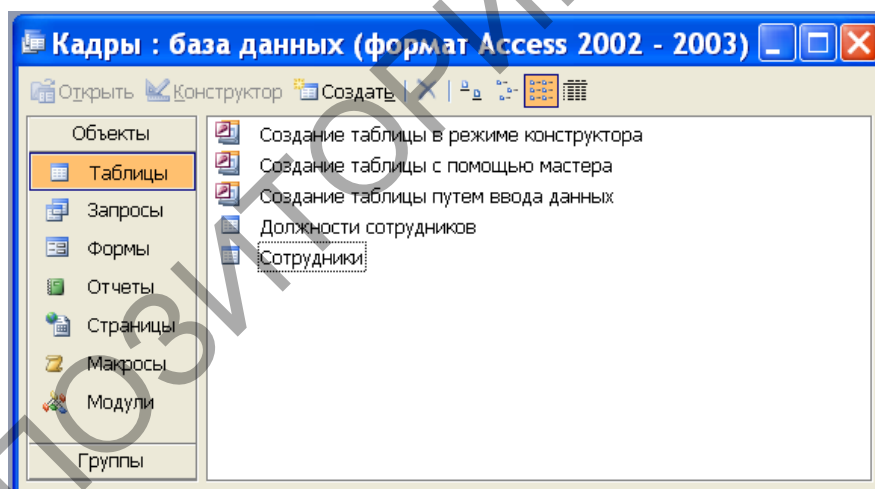 Кадры : база данных (формат Access 2002 - 2003)
Открыть Конструктор Создать
Объекты
Таблицы
Запросы
Формы
Отчеты
Страницы
Макросы
Модули
Группы
Создание таблицы в режиме конструктора
Создание таблицы с помощью мастера
Создание таблицы путем ввода данных
Должности сотрудников
Сотрудники